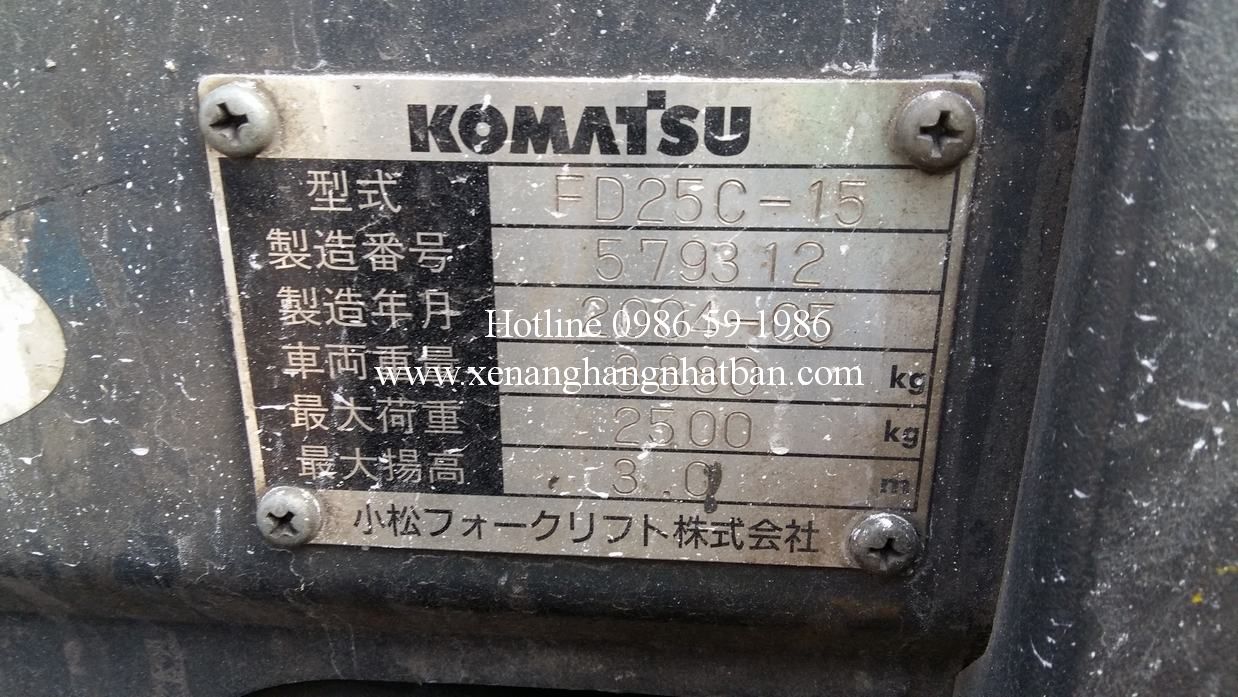 KOMATSU
型式 FD25C-15
製造番号 579312
製造年月 2004-05
Hotline 0986 59 1986
車両重量 kg
www.xenanghangnhatban.com
最大荷重 2500 kg
最大揚高 3.0 m
小松フォークリフト株式会社